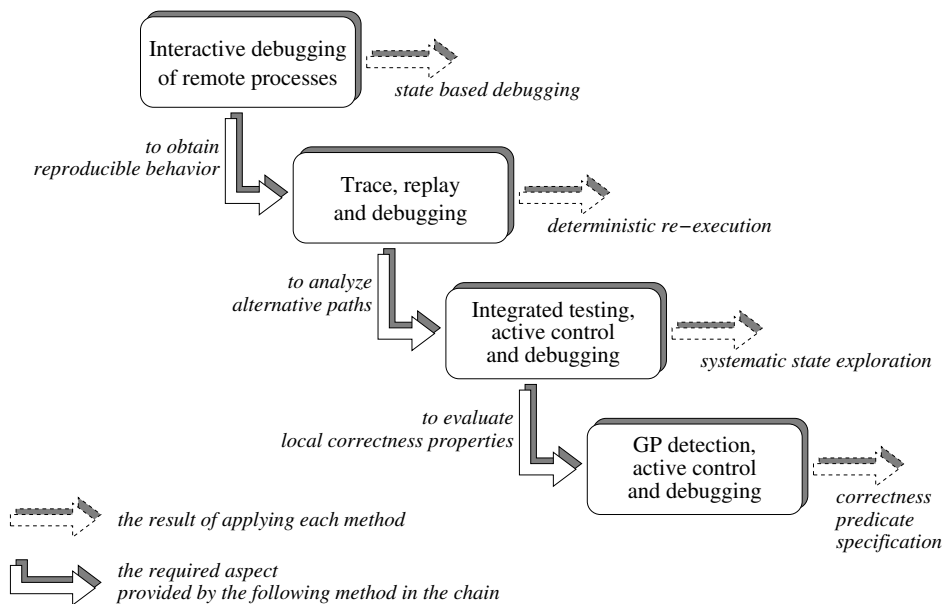 Interactive debugging
of remote processes
state based debugging
to obtain
reproducible behavior
Trace, replay
and debugging
deterministic re−execution
to analyze
alternative paths
Integrated testing,
active control
and debugging
systematic state exploration
to evaluate
local correctness properties
GP detection,
active control
and debugging
correctness
predicate
specification
the result of applying each method
the required aspect
provided by the following method in the chain